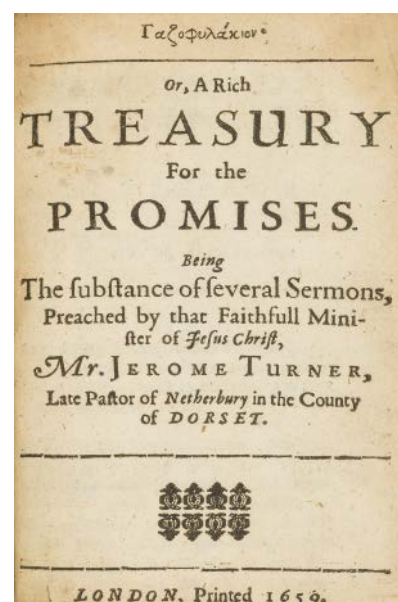 Γαζοφυλάκιον·
Or, A Rich
TREASURY
For the
PROMISES.
Being
The ſubſtance of ſeveral Sermons,
Preached by that Faithfull Mini-
ſter of Jeſus Chriſt,
Mr. JEROME TURNER,
Late Paſtor of Netherbury in the County
of DORSET.
LONDON, Printed 1650.